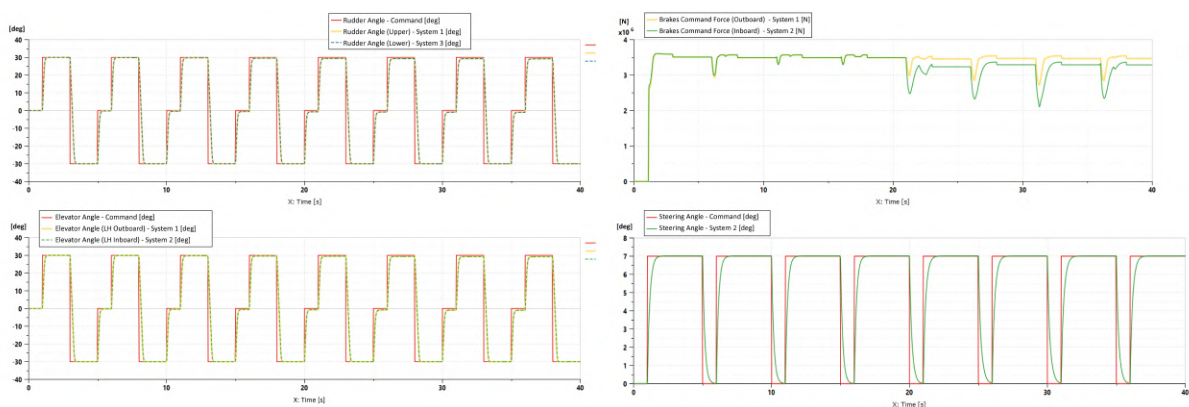 [deg]
Rudder Angle - Command [deg]
Rudder Angle (Upper) - System 1 [deg]
Rudder Angle (Lower) - System 3 [deg]
40
30
20
10
0
-10
-20
-30
40
0
10
20
30
40
X: Time [s]
[N]
x10⁶
Brakes Command Force (Outboard) - System 1 [N]
Brakes Command Force (Inboard) - System 2 [N]
4
3
2
1
0
0
10
20
30
40
X: Time [s]
[deg]
Elevator Angle - Command [deg]
Elevator Angle (LH Outboard) - System 1 [deg]
Elevator Angle (LH Inboard) - System 2 [deg]
40
30
20
10
0
-10
-20
-30
-40
0
10
20
30
40
X: Time [s]
[deg]
Steering Angle - Command [deg]
Steering Angle - System 2 [deg]
8
7
6
5
4
3
2
1
0
0
10
20
30
40
X: Time [s]